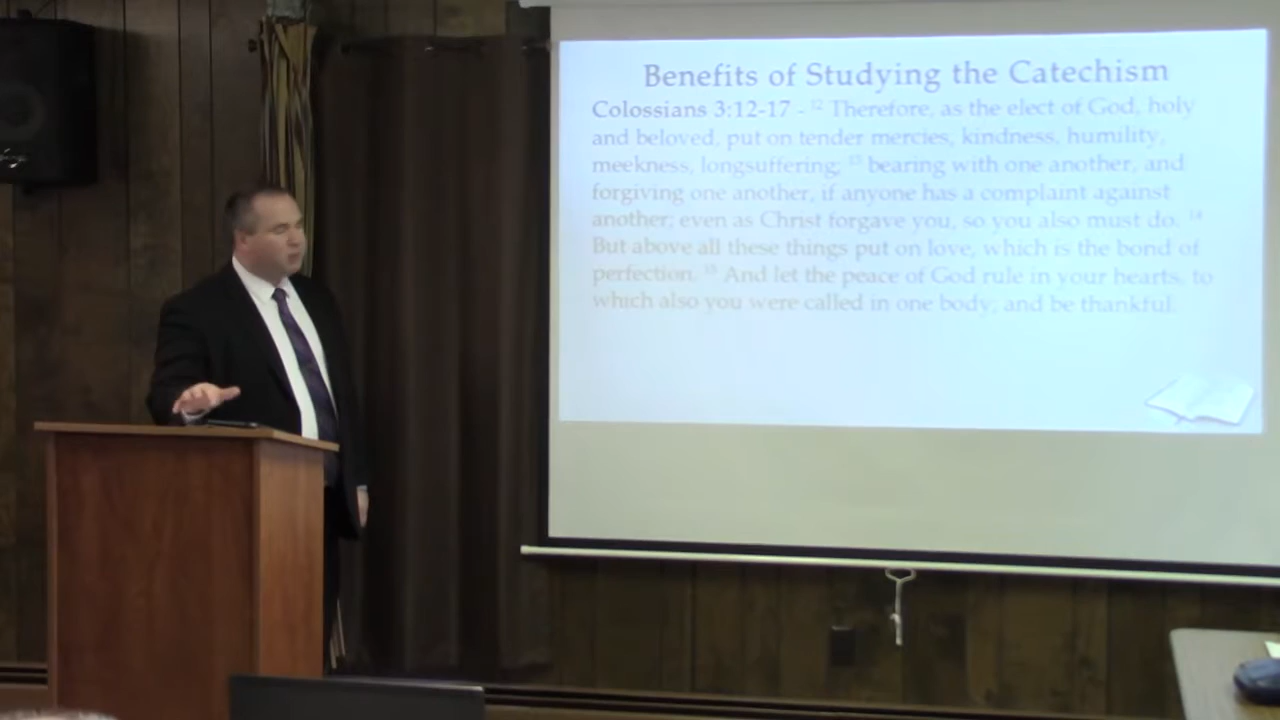 Benefits of Studying the Catechism
Colossians 3:12-17 - 12 Therefore, as the elect of God, holy
and beloved, put on tender mercies, kindness, humility,
meekness, longsuffering; 13 bearing with one another, and
forgiving one another, if anyone has a complaint against
another; even as Christ forgave you, so you also must do. 14
But above all these things put on love, which is the bond of
perfection. 15 And let the peace of God rule in your hearts, to
which also you were called in one body; and be thankful.